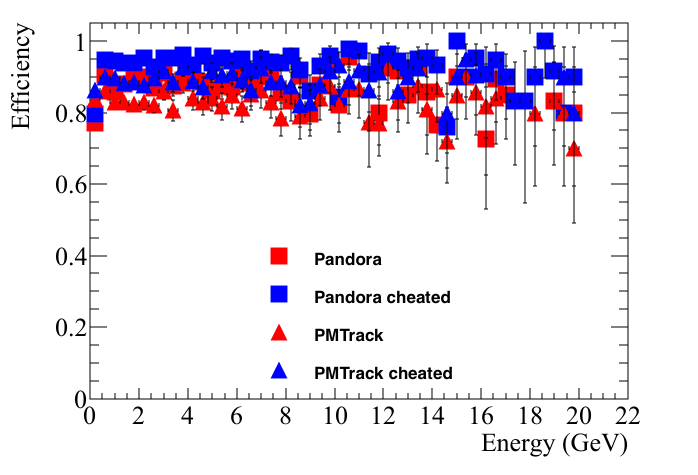 Efficiency
1
0.8
0.6
0.4
0.2
0
Pandora
Pandora cheated
PMTrack
PMTrack cheated
0 2 4 6 8 10 12 14 16 18 20 22
Energy (GeV)